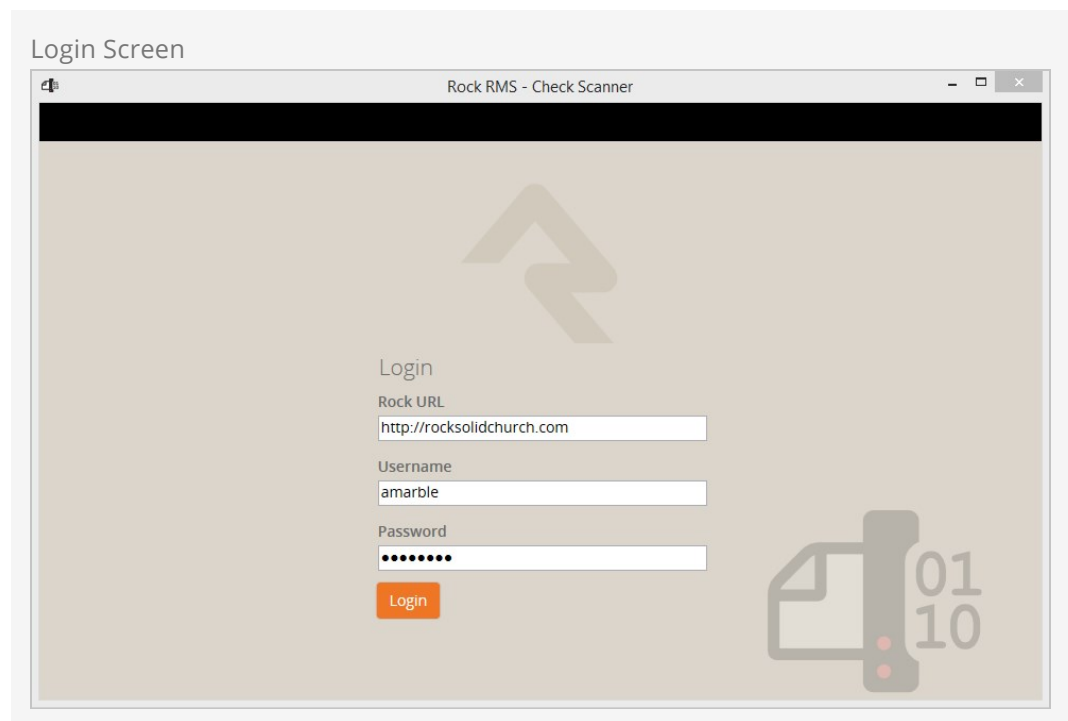 Login Screen
Rock RMS - Check Scanner
Login
Rock URL
http://rocksolidchurch.com
Username
amarble
Password
••••••••
Login
01
10